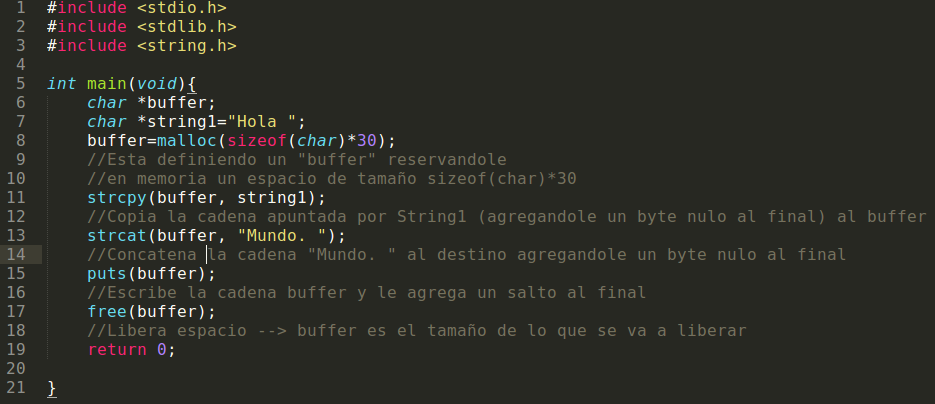 1 #include <stdio.h>
2 #include <stdlib.h>
3 #include <string.h>
4
5 int main(void){
6     char *buffer;
7     char *string1="Hola ";
8     buffer=malloc(sizeof(char)*30);
9     //Esta definiendo un "buffer" reservandole
10     //en memoria un espacio de tamaño sizeof(char)*30
11     strcpy(buffer, string1);
12     //Copia la cadena apuntada por String1 (agregandole un byte nulo al final) al buffer
13     strcat(buffer, "Mundo. ");
14     //Concatena la cadena "Mundo. " al destino agregandole un byte nulo al final
15     puts(buffer);
16     //Escribe la cadena buffer y le agrega un salto al final
17     free(buffer);
18     //Libera espacio --> buffer es el tamaño de lo que se va a liberar
19     return 0;
20
21 }